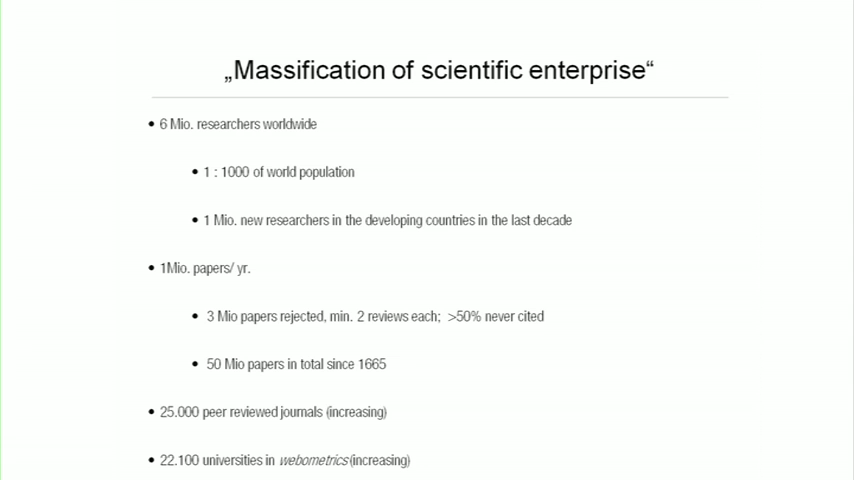 „Massification of scientific enterprise“
• 6 Mio. researchers worldwide
• 1 : 1000 of world population
• 1 Mio. new researchers in the developing countries in the last decade
• 1Mio. papers/ yr.
• 3 Mio papers rejected, min. 2 reviews each; >50% never cited
• 50 Mio papers in total since 1665
• 25.000 peer reviewed journals (increasing)
• 22.100 universities in webometrics (increasing)